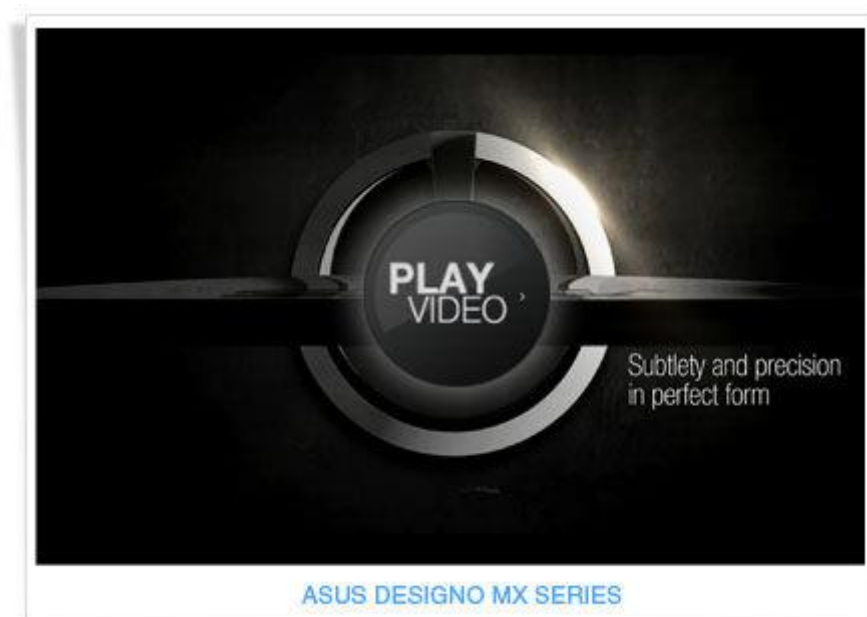 PLAY
VIDEO ›
Subtlety and precision
in perfect form
ASUS DESIGNO MX SERIES